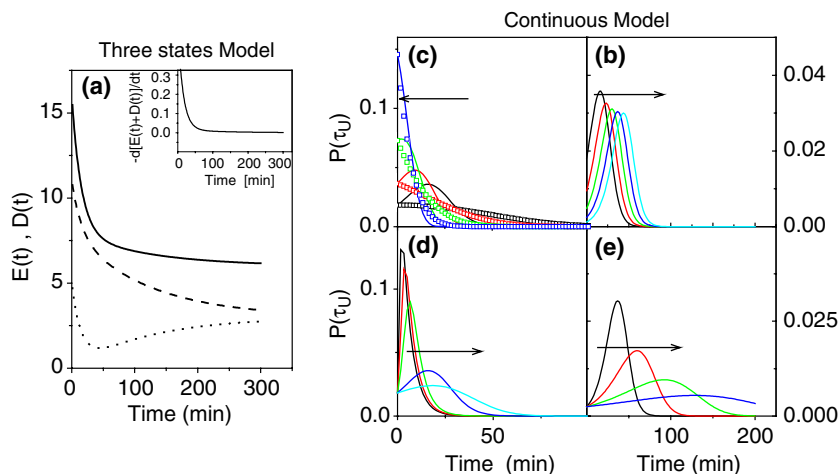 Continuous Model
Three states Model
(a)
-d[E(t)+D(t)]/dt
0.3
0.2
0.1
0.0
0 100 200 300
Time [min]
15
10
5
0
E(t) , D(t)
0 100 200 300
Time (min)
(c)
0.1
0.0
P(τU)
(b)
0.04
0.02
0.00
(d)
0.1
0.0
P(τU)
0 50
Time (min)
(e)
0.025
0.000
100 200
Time (min)